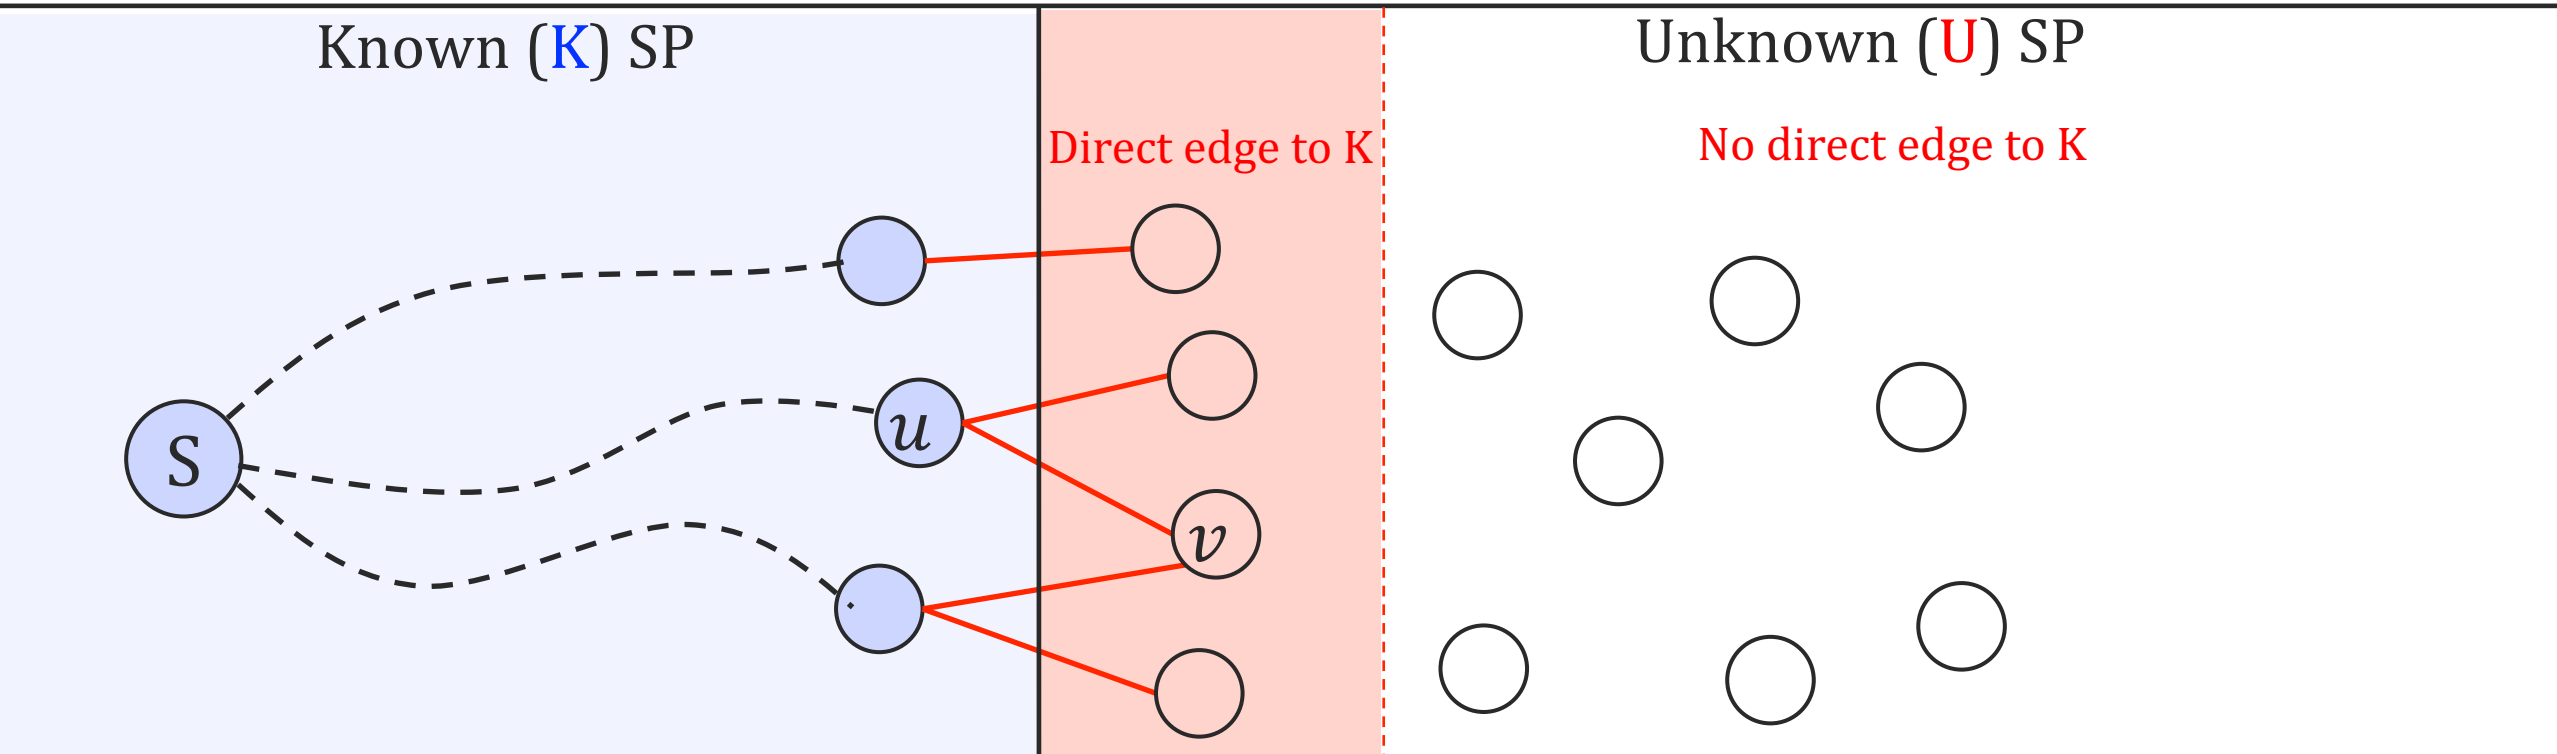 Known (K) SP
Unknown (U) SP
Direct edge to K
No direct edge to K
u
S
v